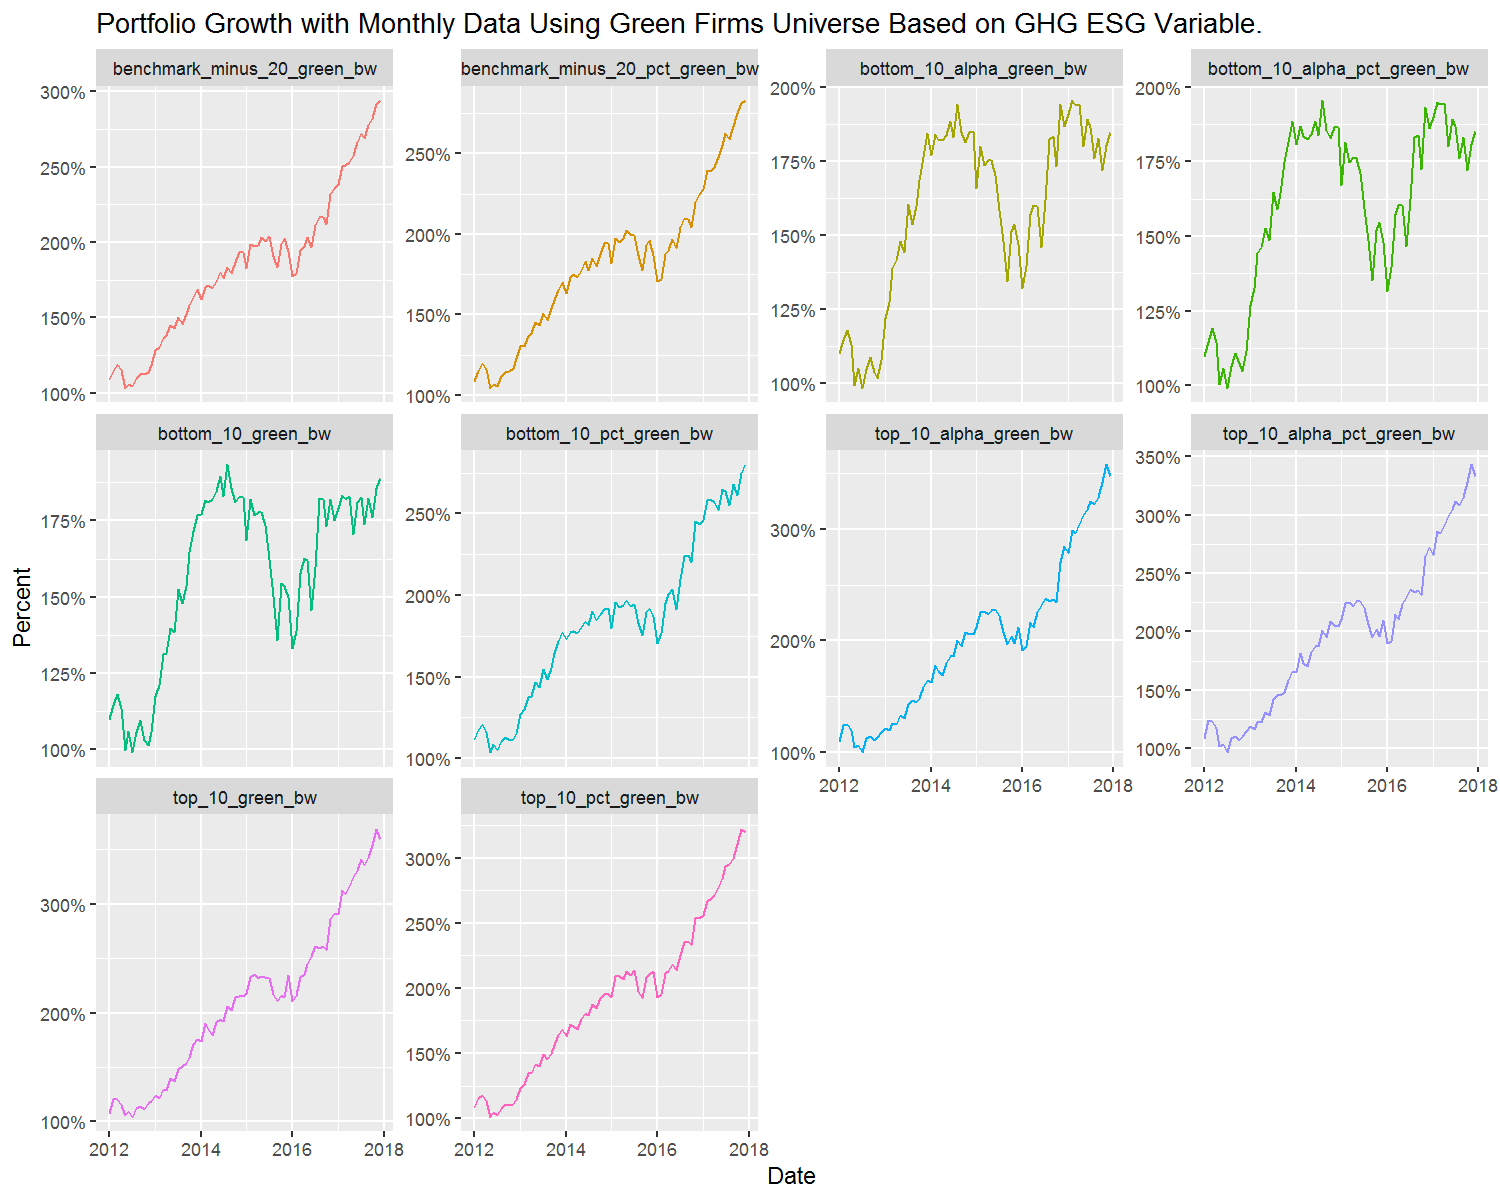 Portfolio Growth with Monthly Data Using Green Firms Universe Based on GHG ESG Variable.
benchmark_minus_20_green_bw
benchmark_minus_20_pct_green_bw
bottom_10_alpha_green_bw
bottom_10_alpha_pct_green_bw
300%
250%
200%
150%
100%
250%
200%
150%
100%
200%
175%
150%
125%
100%
200%
175%
150%
125%
100%
bottom_10_green_bw
bottom_10_pct_green_bw
top_10_alpha_green_bw
top_10_alpha_pct_green_bw
175%
150%
125%
100%
250%
200%
150%
100%
300%
200%
100%
350%
300%
250%
200%
150%
100%
2012 2014 2016 2018
2012 2014 2016 2018
top_10_green_bw
top_10_pct_green_bw
300%
200%
100%
300%
250%
200%
150%
100%
2012 2014 2016 2018
2012 2014 2016 2018
Percent
Date